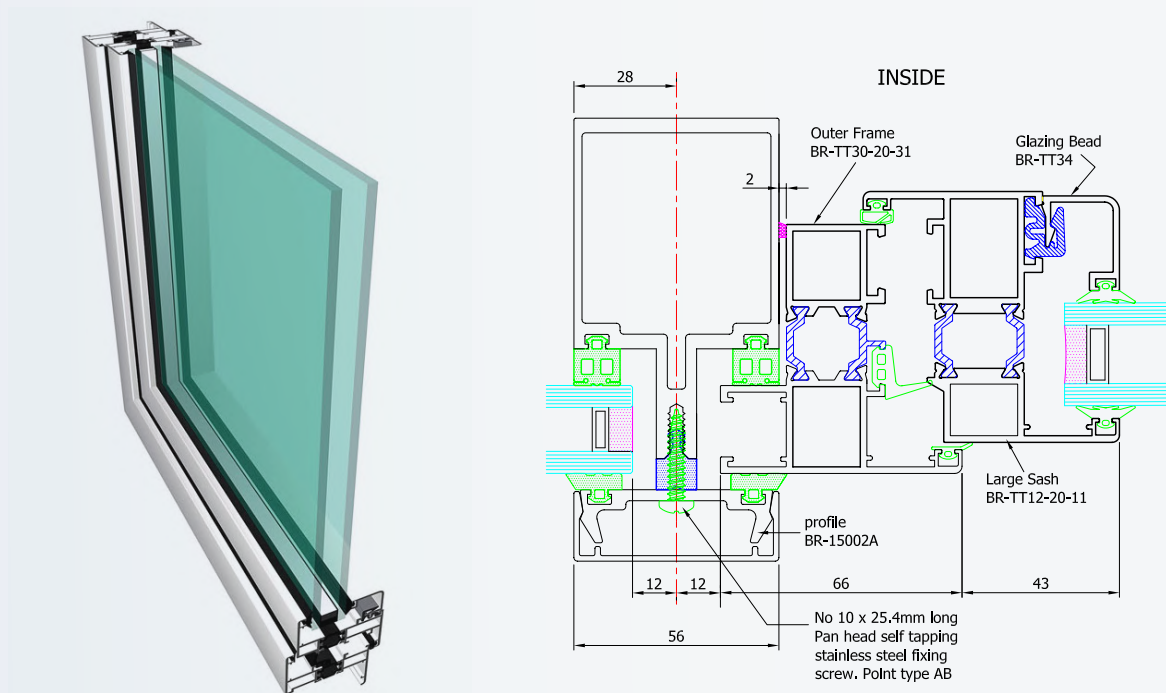 INSIDE
28
Outer Frame
BR-TT30-20-31
Glazing Bead
BR-TT34
2
Large Sash
BR-TT12-20-11
profile
BR-15002A
12
12
66
43
56
No 10 x 25.4mm long
Pan head self tapping
stainless steel fixing
screw. Point type AB